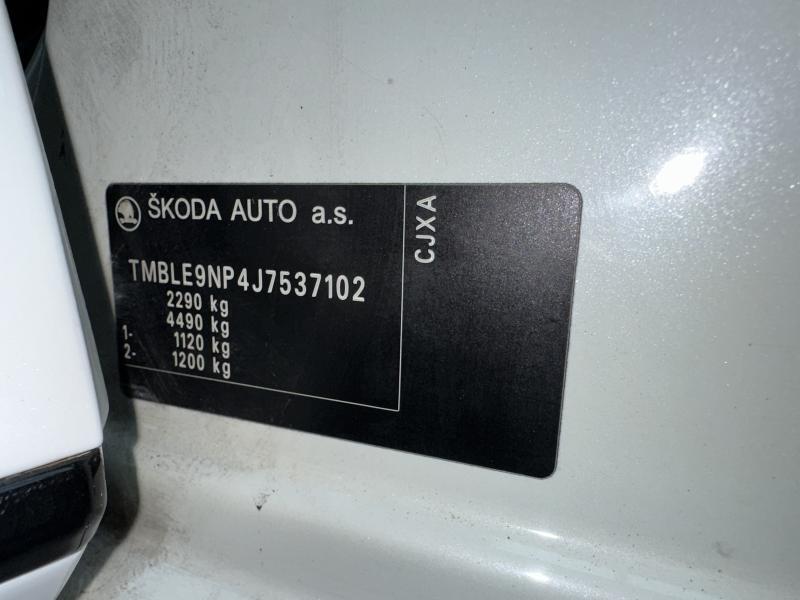 ŠKODA AUTO a.s.
TMBLE9NP4J7537102
2290 kg
4490 kg
1- 1120 kg
2- 1200 kg
CJXA